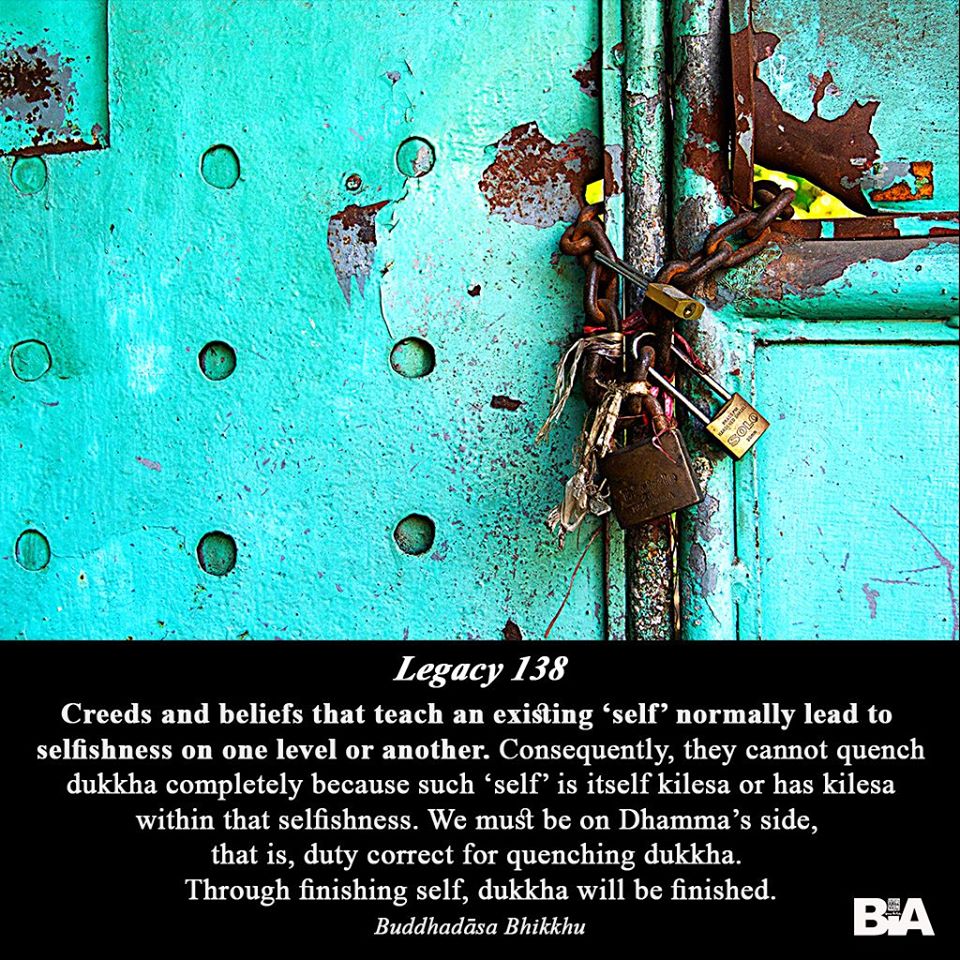 SOLO
Legacy 138
Creeds and beliefs that teach an existing ‘self’ normally lead to
selfishness on one level or another. Consequently, they cannot quench
dukkha completely because such ‘self’ is itself kilesa or has kilesa
within that selfishness. We must be on Dhamma’s side,
that is, duty correct for quenching dukkha.
Through finishing self, dukkha will be finished.
Buddhadāsa Bhikkhu
BIA